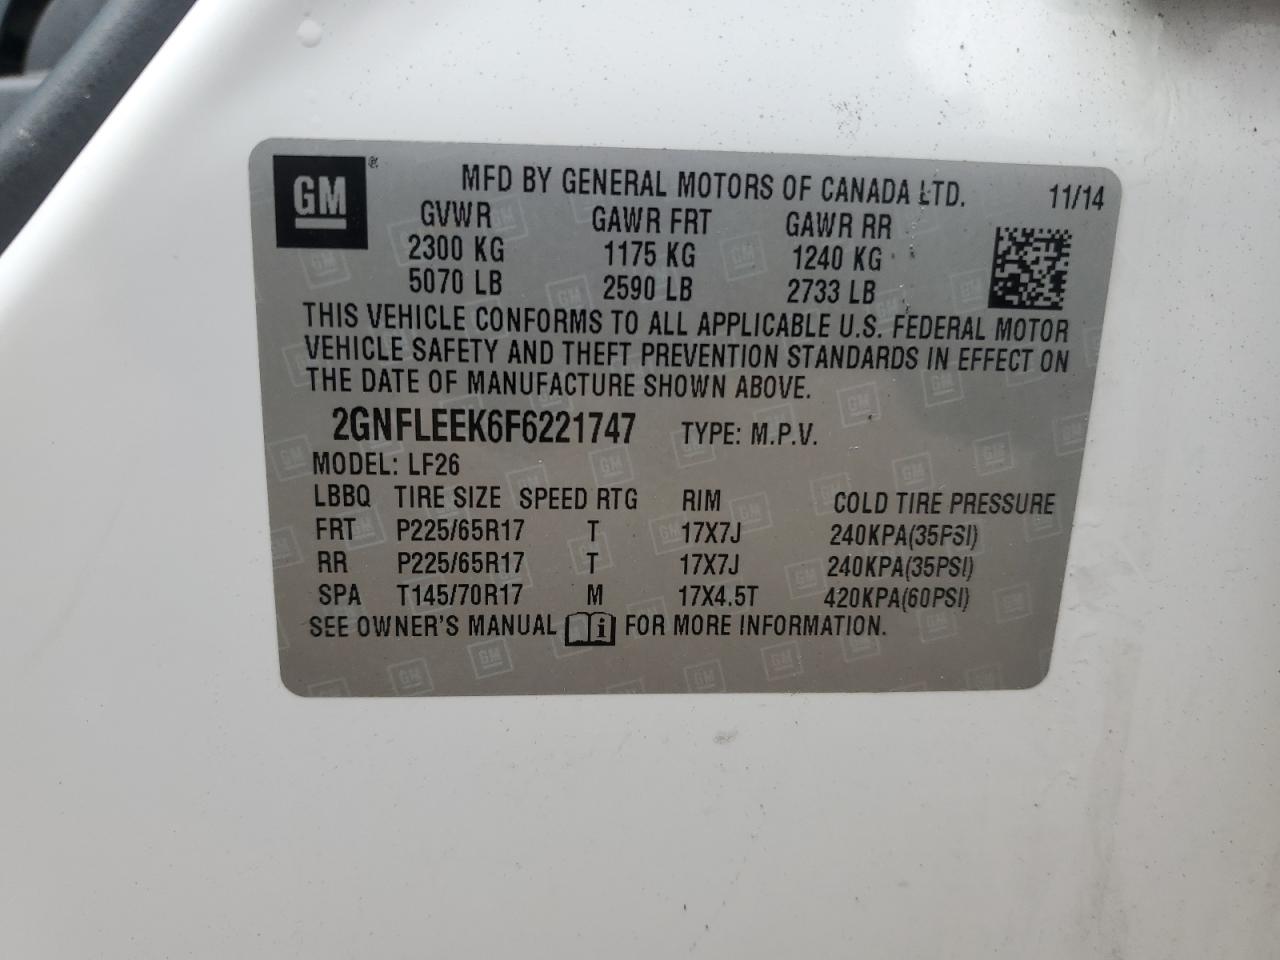 GM ® MFD BY GENERAL MOTORS OF CANADA LTD. 11/14
GVWR GAWR FRT GAWR RR
2300 KG 1175 KG 1240 KG
5070 LB 2590 LB 2733 LB
THIS VEHICLE CONFORMS TO ALL APPLICABLE U.S. FEDERAL MOTOR
VEHICLE SAFETY AND THEFT PREVENTION STANDARDS IN EFFECT ON
THE DATE OF MANUFACTURE SHOWN ABOVE.
2GNFLEEK6F6221747 TYPE: M.P.V.
MODEL: LF26
LBBQ TIRE SIZE SPEED RTG RIM COLD TIRE PRESSURE
FRT P225/65R17 T 17X7J 240KPA(35PSI)
RR P225/65R17 T 17X7J 240KPA(35PSI)
SPA T145/70R17 M 17X4.5T 420KPA(60PSI)
SEE OWNER'S MANUAL i FOR MORE INFORMATION.